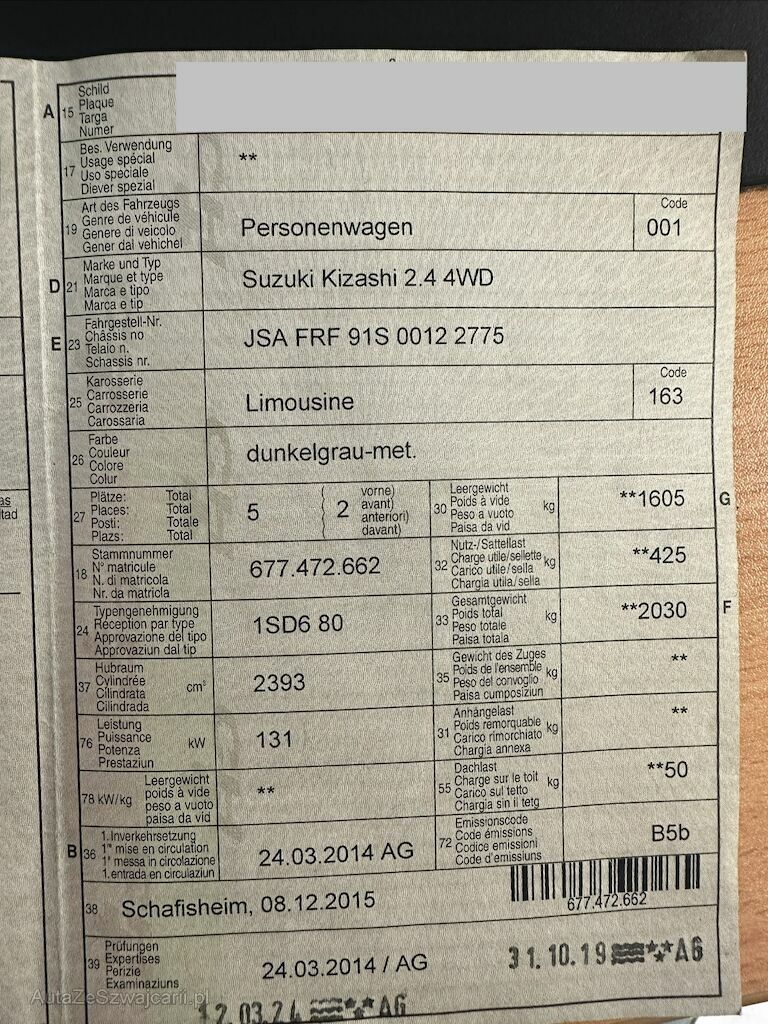 A 15 Schild
Plaque
Targa
Numer
17 Bes. Verwendung
Usage spécial
Uso speciale
Diever spezial
**
19 Art des Fahrzeugs
Genre de véhicule
Genere di veicolo
Gener dal vehichel
Personenwagen
Code
001
D 21 Marke und Typ
Marque et type
Marca e tipo
Marca e tip
Suzuki Kizashi 2.4 4WD
E 23 Fahrgestell-Nr.
Châssis no
Telaio n.
Schassis nr.
JSA FRF 91S 0012 2775
25 Karosserie
Carrosserie
Carrozzeria
Carossaria
Limousine
Code
163
26 Farbe
Couleur
Colore
Colur
dunkelgrau-met.
27 Plätze: Total
Places: Total
Posti: Totale
Plazs: Total
5
( 2 vorne)
avant)
anteriori)
davant)
30 Leergewicht
Poids à vide
Peso a vuoto
Paisa da vid
kg
**1605
G
18 Stammnummer
N° matricule
N. di matricola
Nr. da matricla
677.472.662
32 Nutz-/Sattellast
Charge utile/sellette
Carico utile/sella
Chargia utila/sella
kg
**425
24 Typengenehmigung
Réception par type
Approvazione del tipo
Approvaziun dal tip
1SD6 80
33 Gesamtgewicht
Poids total
Peso totale
Paisa totala
kg
**2030
F
37 Hubraum
Cylindrée
Cilindrata
Cilindrada
cm³
2393
35 Gewicht des Zuges
Poids de l'ensemble
Peso del convoglio
Paisa cumposiziun
kg
**
76 Leistung
Puissance
Potenza
Prestaziun
kW
131
31 Anhängelast
Poids remorquable
Carico rimorchiato
Chargia annexa
kg
**
78 kW/kg
Leergewicht
poids à vide
peso a vuoto
paisa da vid
**
55 Dachlast
Charge sur le toit
Carico sul tetto
Chargia sin il tetg
kg
**50
B 36 1.Inverkehrsetzung
1re mise en circulation
1a messa in circolazione
1.entrada en circulaziun
24.03.2014 AG
72 Emissionscode
Code émissions
Codice emissioni
Code d'emissiuns
B5b
38 Schafisheim, 08.12.2015
677.472.662
39 Prüfungen
Expertises
Perizie
Examinaziuns
24.03.2014 / AG
31.10.19 AG
12.03.24 AG
AutaZeSzwajcarii.pl